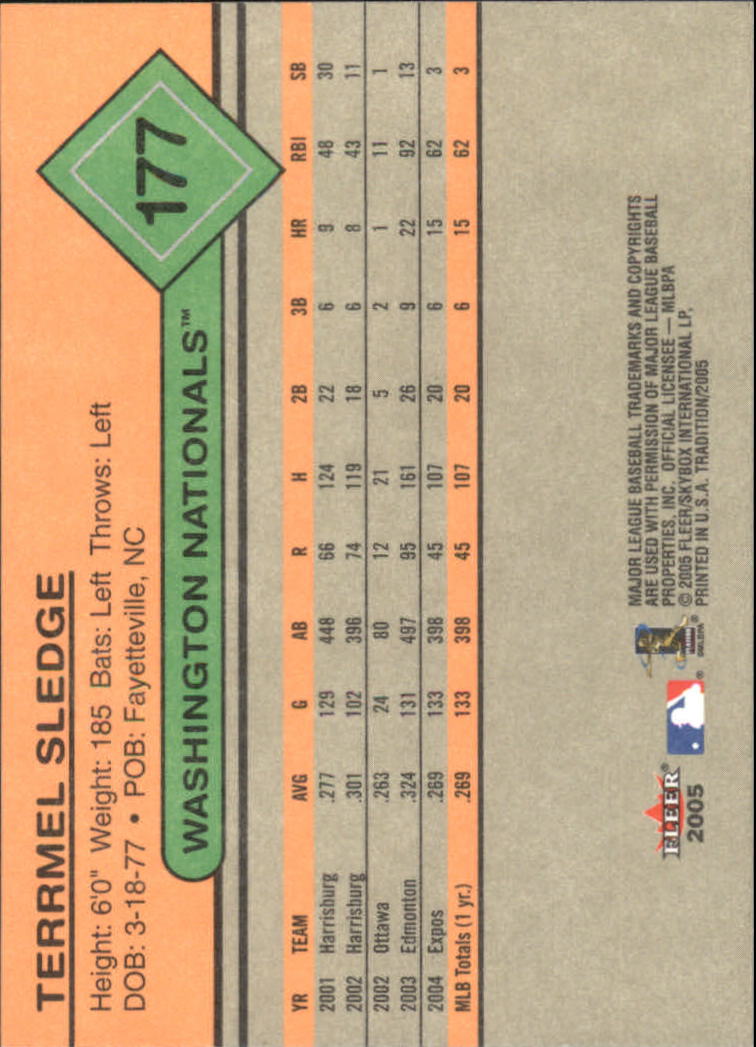 TERRMEL SLEDGE
Height: 6'0" Weight: 185 Bats: Left Throws: Left
DOB: 3-18-77 • POB: Fayetteville, NC
177
WASHINGTON NATIONALS™
YR TEAM AVG G AB R H 2B 3B HR RBI SB
2001 Harrisburg .277 129 448 66 124 22 6 9 48 30
2002 Harrisburg .301 102 396 74 119 18 6 8 43 11
2002 Ottawa .263 24 80 12 21 5 2 1 11 1
2003 Edmonton .324 131 497 95 161 26 9 22 92 13
2004 Expos .269 133 398 45 107 20 6 15 62 3
MLB Totals (1 yr.) .269 133 398 45 107 20 6 15 62 3
FLEER®
2005
MAJOR LEAGUE BASEBALL TRADEMARKS AND COPYRIGHTS
ARE USED WITH PERMISSION OF MAJOR LEAGUE BASEBALL
PROPERTIES, INC. OFFICIAL LICENSEE — MLBPA
© 2005 FLEER/SKYBOX INTERNATIONAL LP,
PRINTED IN U.S.A. TRADITION/2005